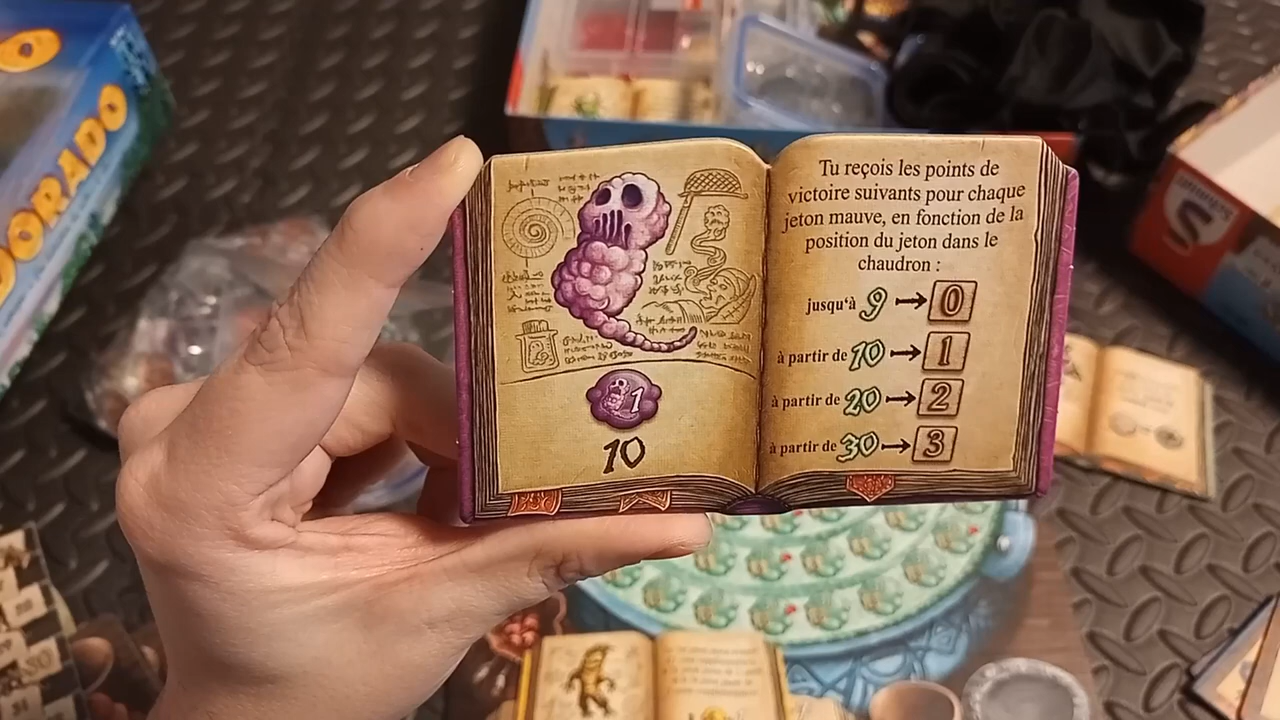 DORADO
Schmidt
1
10
Tu reçois les points de
victoire suivants pour chaque
jeton mauve, en fonction de la
position du jeton dans le
chaudron :
jusqu'à 9 → 0
à partir de 10 → 1
à partir de 20 → 2
à partir de 30 → 3